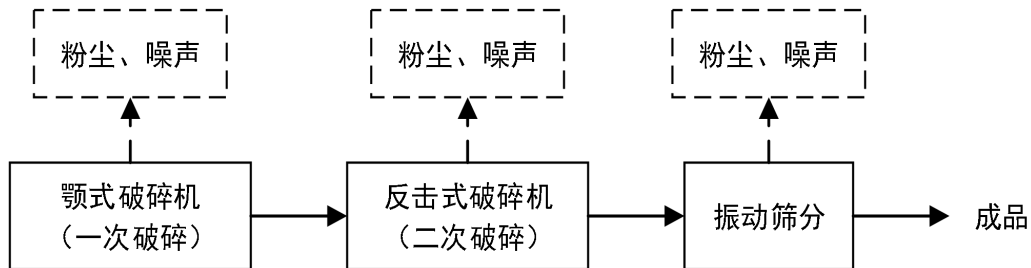 粉尘、噪声
粉尘、噪声
粉尘、噪声
颚式破碎机
（一次破碎）
反击式破碎机
（二次破碎）
振动筛分
成品